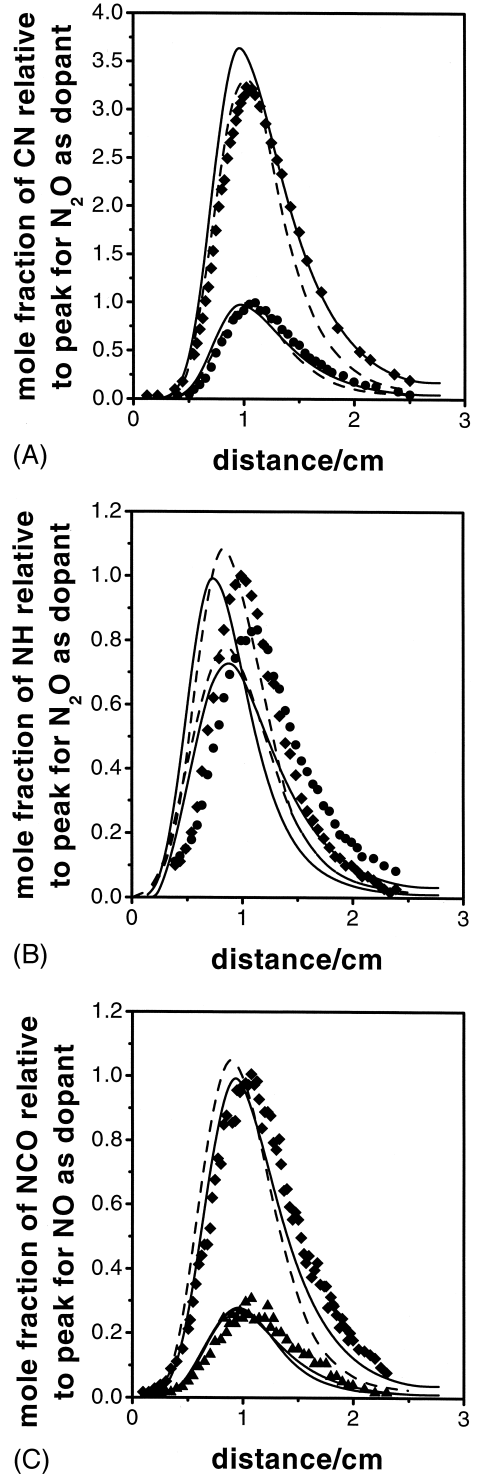 mole fraction of CN relative
to peak for N2O as dopant
4.0
3.5
3.0
2.5
2.0
1.5
1.0
0.5
0.0
0 1 2 3
distance/cm
(A)
mole fraction of NH relative
to peak for N2O as dopant
1.2
1.0
0.8
0.6
0.4
0.2
0.0
0 1 2 3
distance/cm
(B)
mole fraction of NCO relative
to peak for NO as dopant
1.2
1.0
0.8
0.6
0.4
0.2
0.0
0 1 2 3
distance/cm
(C)